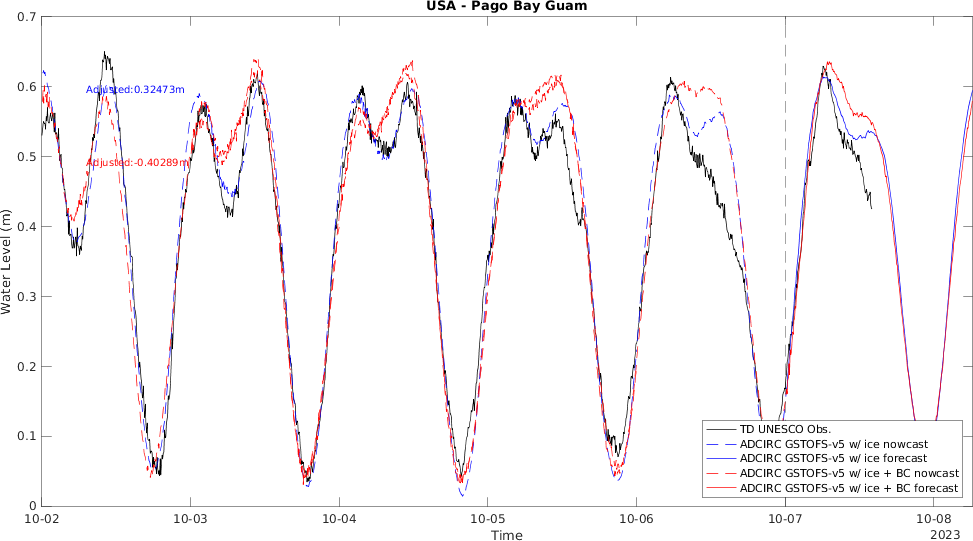 USA - Pago Bay Guam
0.7
0.6
0.5
0.4
0.3
0.2
0.1
0
Water Level (m)
Adjusted:0.32473m
Adjusted:-0.40289m
TD UNESCO Obs.
ADCIRC GSTOFS-v5 w/ ice nowcast
ADCIRC GSTOFS-v5 w/ ice forecast
ADCIRC GSTOFS-v5 w/ ice + BC nowcast
ADCIRC GSTOFS-v5 w/ ice + BC forecast
10-02 10-03 10-04 10-05 10-06 10-07 10-08
Time
2023